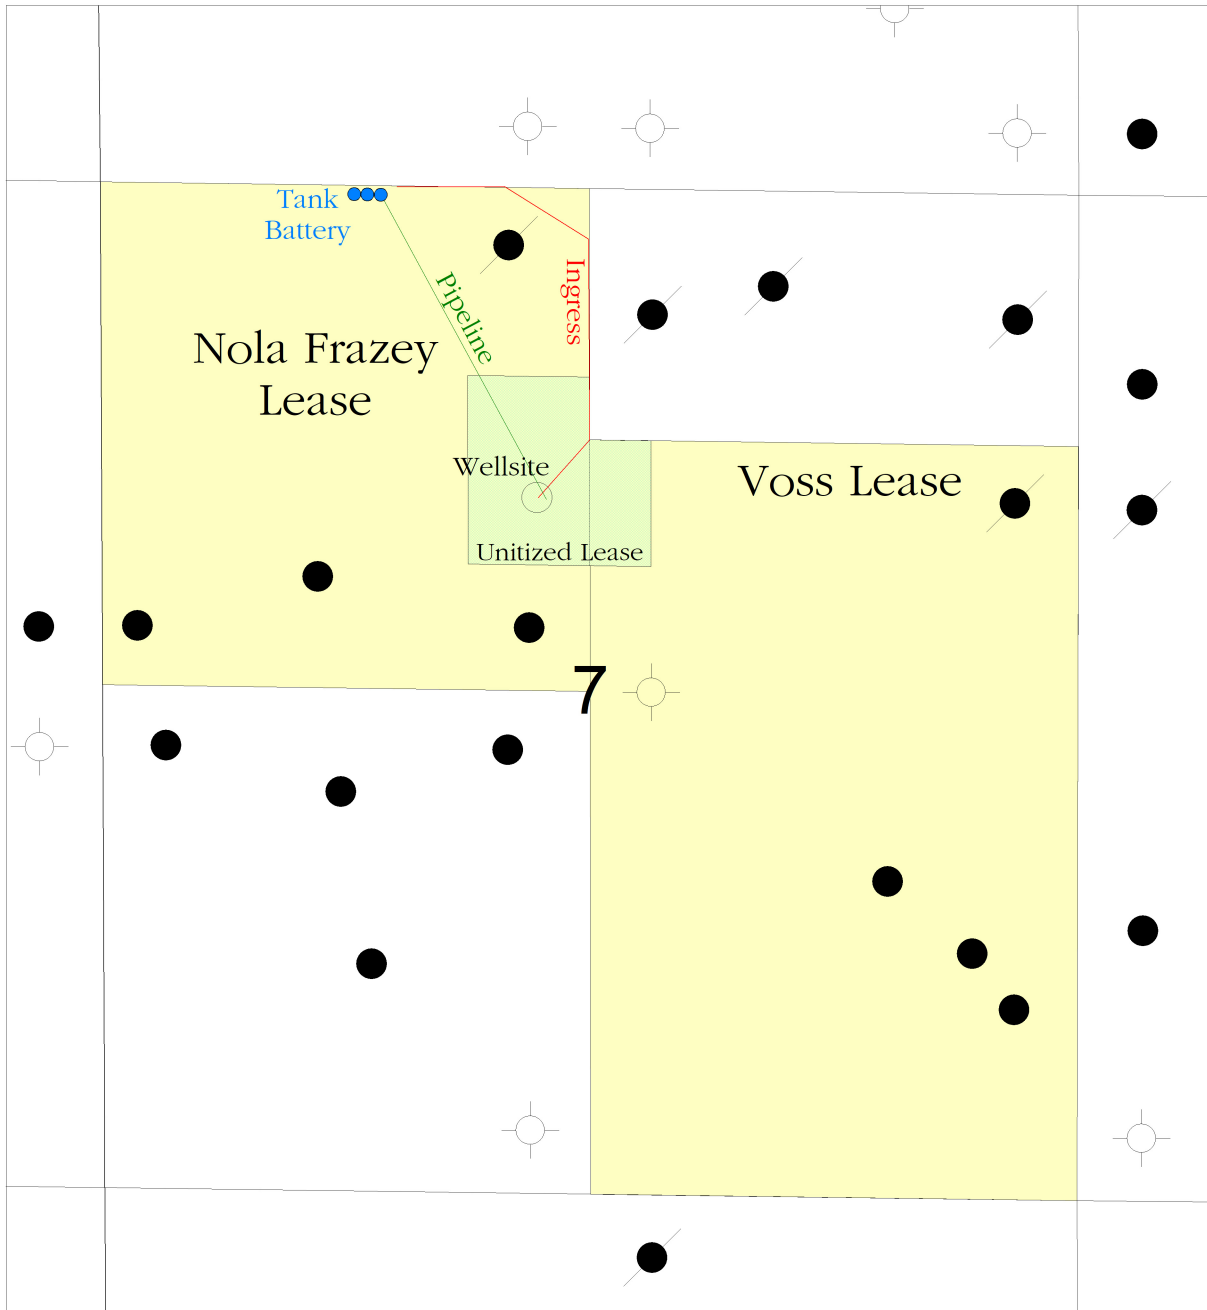 Tank
Battery
Pipeline
Ingress
Nola Frazey
Lease
Wellsite
Voss Lease
Unitized Lease
7